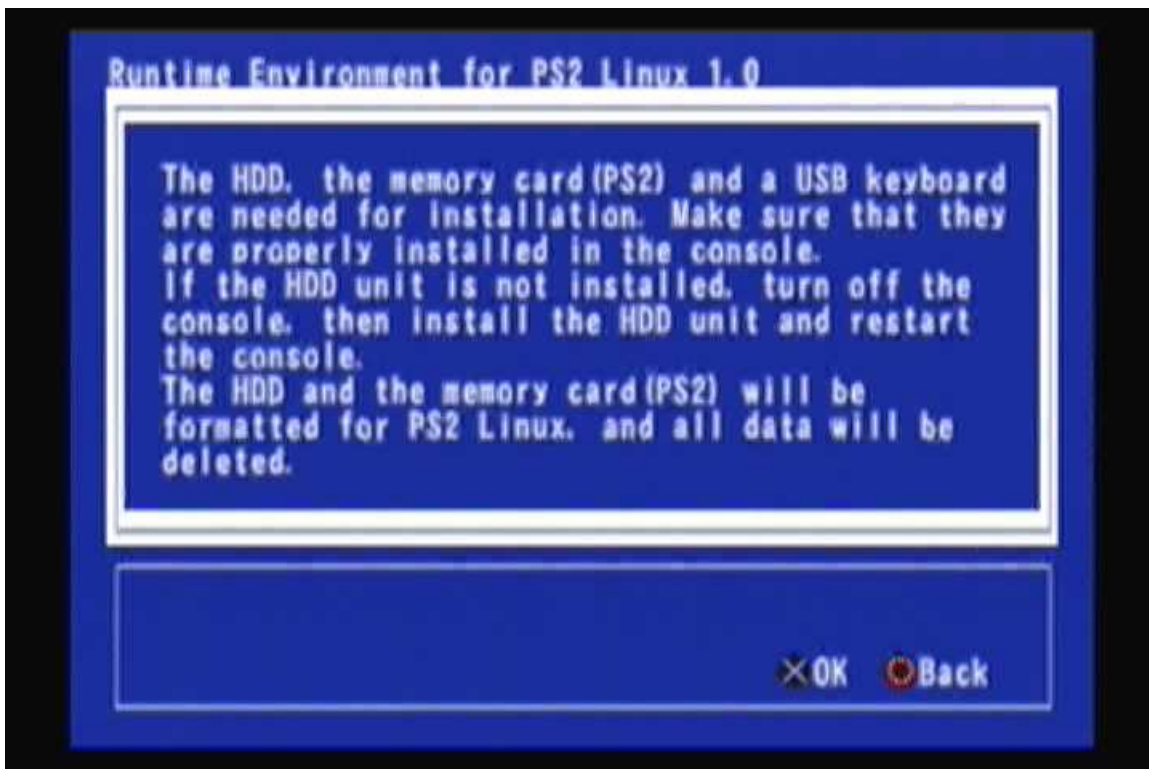 Runtime Environment for PS2 Linux 1.0
The HDD, the memory card(PS2) and a USB keyboard
are needed for installation. Make sure that they
are properly installed in the console.
If the HDD unit is not installed, turn off the
console, then install the HDD unit and restart
the console.
The HDD and the memory card(PS2) will be
formatted for PS2 Linux, and all data will be
deleted.
OK Back